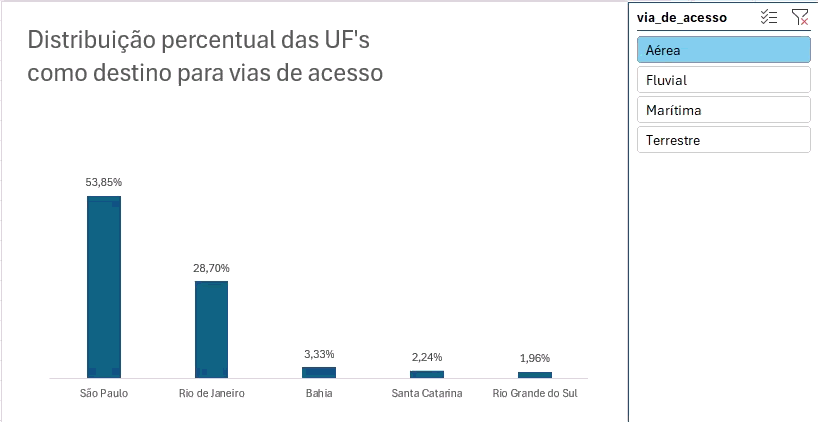 Distribuição percentual das UF's
como destino para vias de acesso
53,85%
28,70%
3,33%
2,24%
1,96%
São Paulo
Rio de Janeiro
Bahia
Santa Catarina
Rio Grande do Sul
via_de_acesso
Aérea
Fluvial
Marítima
Terrestre